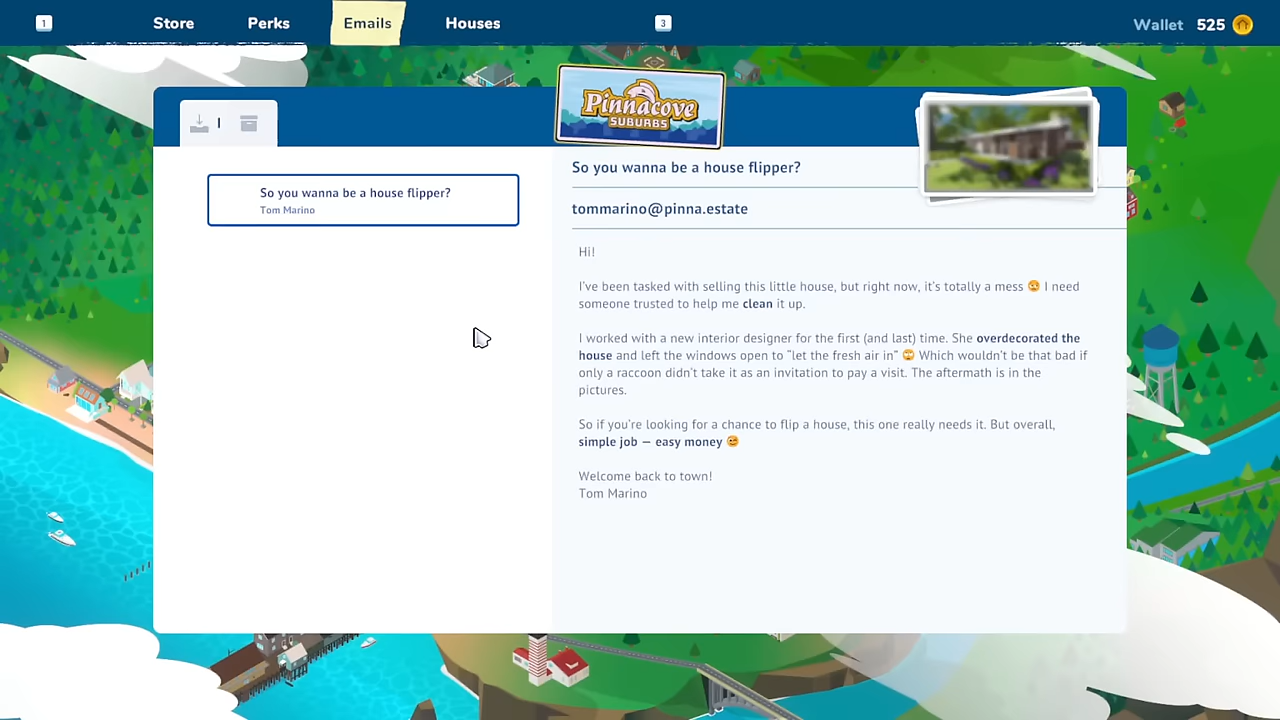 1
Store
Perks
Emails
Houses
3
Wallet 525
Pinnacove
SUBURBS
So you wanna be a house flipper?
Tom Marino
So you wanna be a house flipper?
tommarino@pinna.estate
Hi!
I've been tasked with selling this little house, but right now, it's totally a mess 🤢 I need
someone trusted to help me clean it up.
I worked with a new interior designer for the first (and last) time. She overdecorated the
house and left the windows open to "let the fresh air in" 🙄 Which wouldn't be that bad if
only a raccoon didn't take it as an invitation to pay a visit. The aftermath is in the
pictures.
So if you're looking for a chance to flip a house, this one really needs it. But overall,
simple job — easy money 😊
Welcome back to town!
Tom Marino